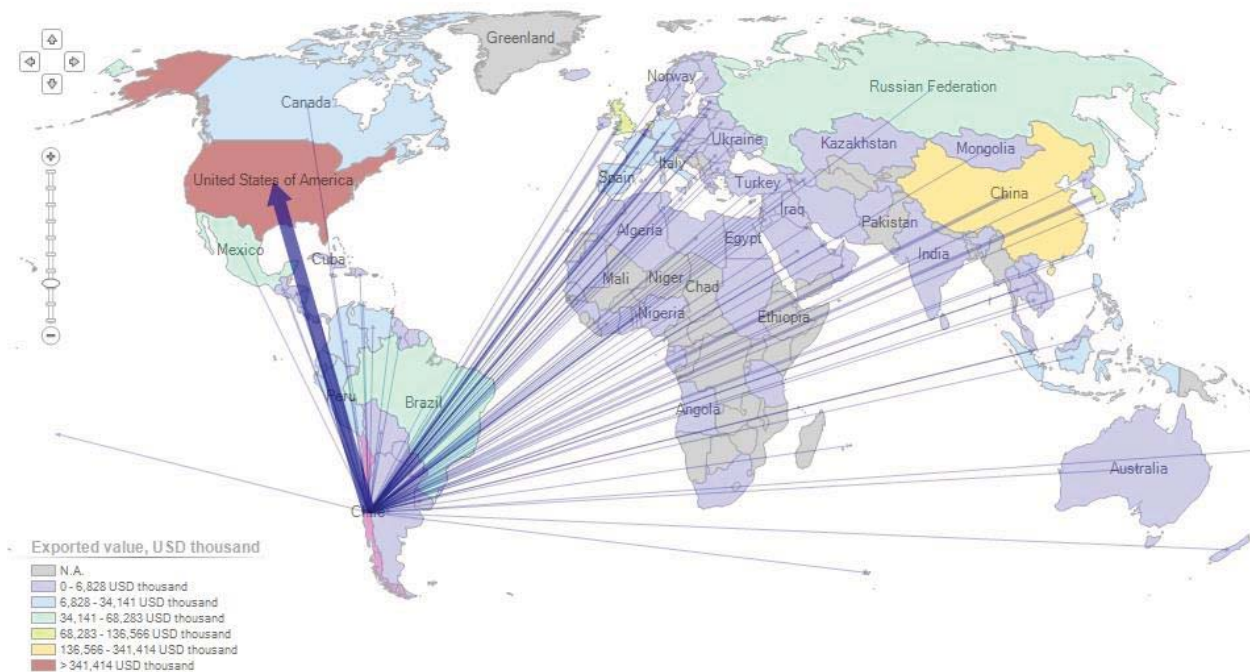 Greenland
Norway
Russian Federation
Canada
Ukraine
Kazakhstan
Mongolia
Italy
Spain
United States of America
Turkey
China
Iraq
Pakistan
Algeria
Egypt
India
Mexico
Cuba
Mali
Niger
Chad
Nigeria
Ethiopia
Peru
Brazil
Angola
Australia
Chile
Exported value, USD thousand
N.A.
0 - 6,828 USD thousand
6,828 - 34,141 USD thousand
34,141 - 68,283 USD thousand
68,283 - 136,566 USD thousand
136,566 - 341,414 USD thousand
> 341,414 USD thousand